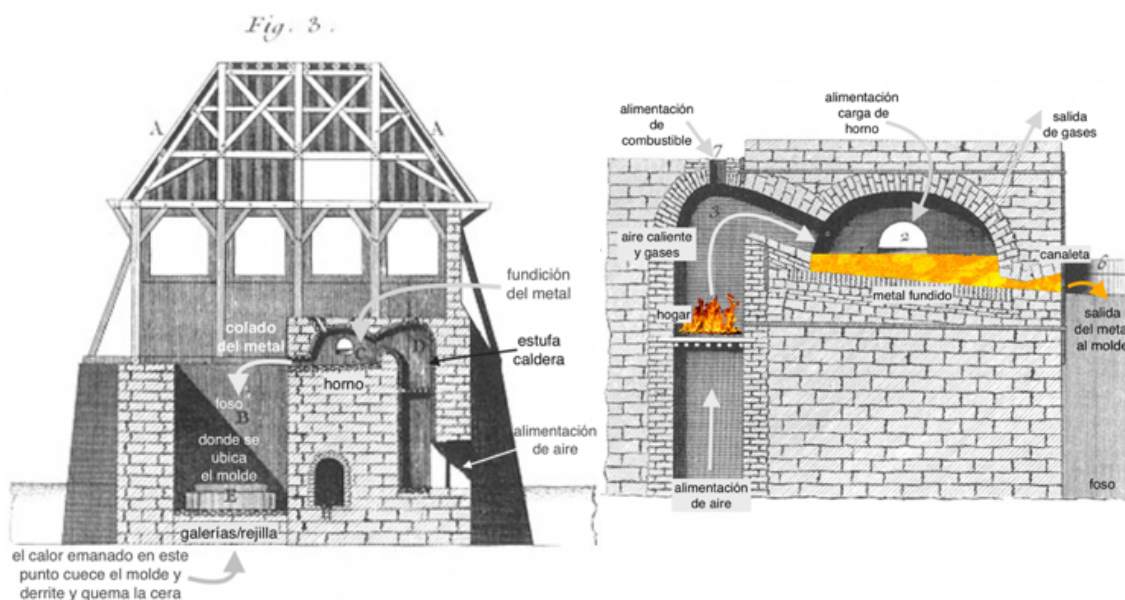 Fig. 3.
A
A
fundición
del metal
colado
del metal
C
D
estufa
caldera
horno
foso
B
donde se
ubica
el molde
E
alimentación
de aire
galerías/rejilla
el calor emanado en este
punto cuece el molde y
derrite y quema la cera
alimentación
de
combustible
alimentación
carga de
horno
salida
de gases
7
3
2
1
aire caliente
y gases
canaleta
6
metal fundido
hogar
salida
del metal
al molde
alimentación
de aire
foso